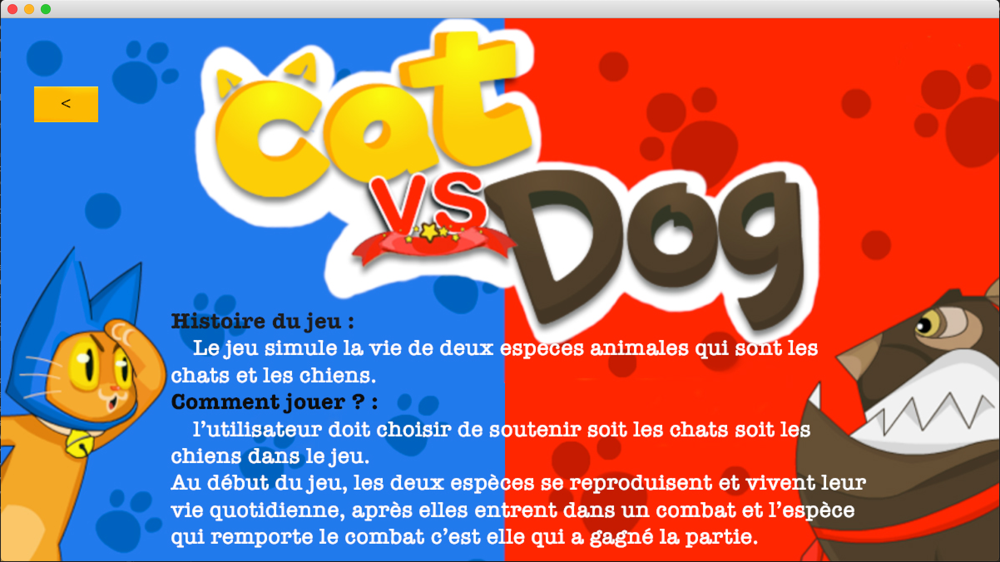 Cat
VS
Dog
<
Histoire du jeu :
Le jeu simule la vie de deux espèces animales qui sont les
chats et les chiens.
Comment jouer ? :
l’utilisateur doit choisir de soutenir soit les chats soit les
chiens dans le jeu.
Au début du jeu, les deux espèces se reproduisent et vivent leur
vie quotidienne, après elles entrent dans un combat et l’espèce
qui remporte le combat c’est elle qui a gagné la partie.